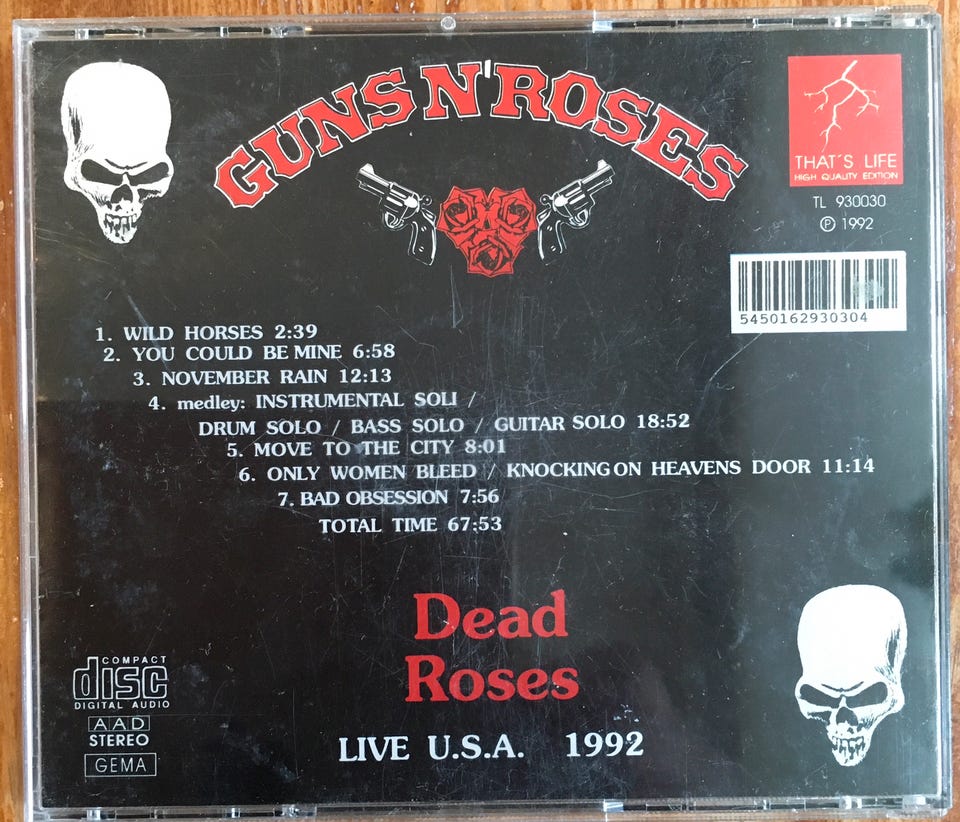 GUNS N' ROSES
THAT´S LIFE
HIGH QUALITY EDITION
TL 930030
℗ 1992
5450162930304
1. WILD HORSES 2:39
2. YOU COULD BE MINE 6:58
3. NOVEMBER RAIN 12:13
4. medley: INSTRUMENTAL SOLI /
DRUM SOLO / BASS SOLO / GUITAR SOLO 18:52
5. MOVE TO THE CITY 8:01
6. ONLY WOMEN BLEED / KNOCKING ON HEAVENS DOOR 11:14
7. BAD OBSESSION 7:56
TOTAL TIME 67:53
Dead
Roses
LIVE U.S.A. 1992
COMPACT
disc
DIGITAL AUDIO
AAD
STEREO
GEMA